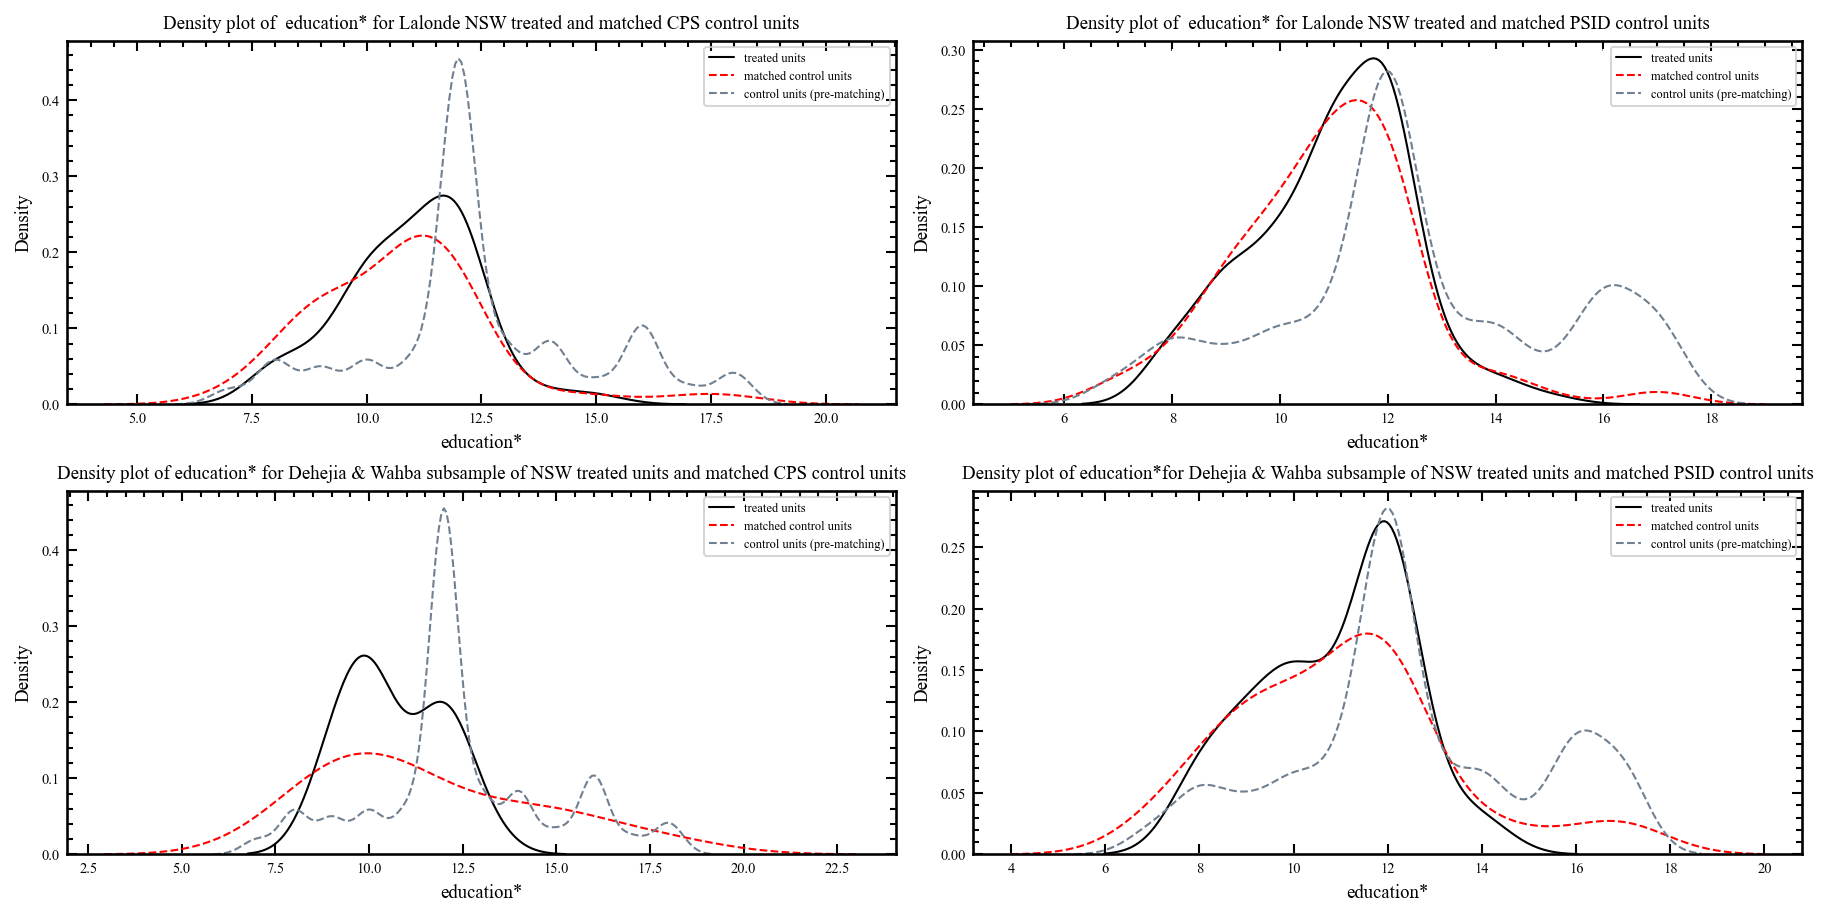 Density plot of  education* for Lalonde NSW treated and matched CPS control units
treated units
matched control units
control units (pre-matching)
0.4
0.3
0.2
0.1
0.0
Density
5.0 7.5 10.0 12.5 15.0 17.5 20.0
education*
Density plot of  education* for Lalonde NSW treated and matched PSID control units
treated units
matched control units
control units (pre-matching)
0.30
0.25
0.20
0.15
0.10
0.05
0.00
Density
6 8 10 12 14 16 18
education*
Density plot of education* for Dehejia & Wahba subsample of NSW treated units and matched CPS control units
treated units
matched control units
control units (pre-matching)
0.4
0.3
0.2
0.1
0.0
Density
2.5 5.0 7.5 10.0 12.5 15.0 17.5 20.0 22.5
education*
Density plot of education*for Dehejia & Wahba subsample of NSW treated units and matched PSID control units
treated units
matched control units
control units (pre-matching)
0.25
0.20
0.15
0.10
0.05
0.00
Density
4 6 8 10 12 14 16 18 20
education*